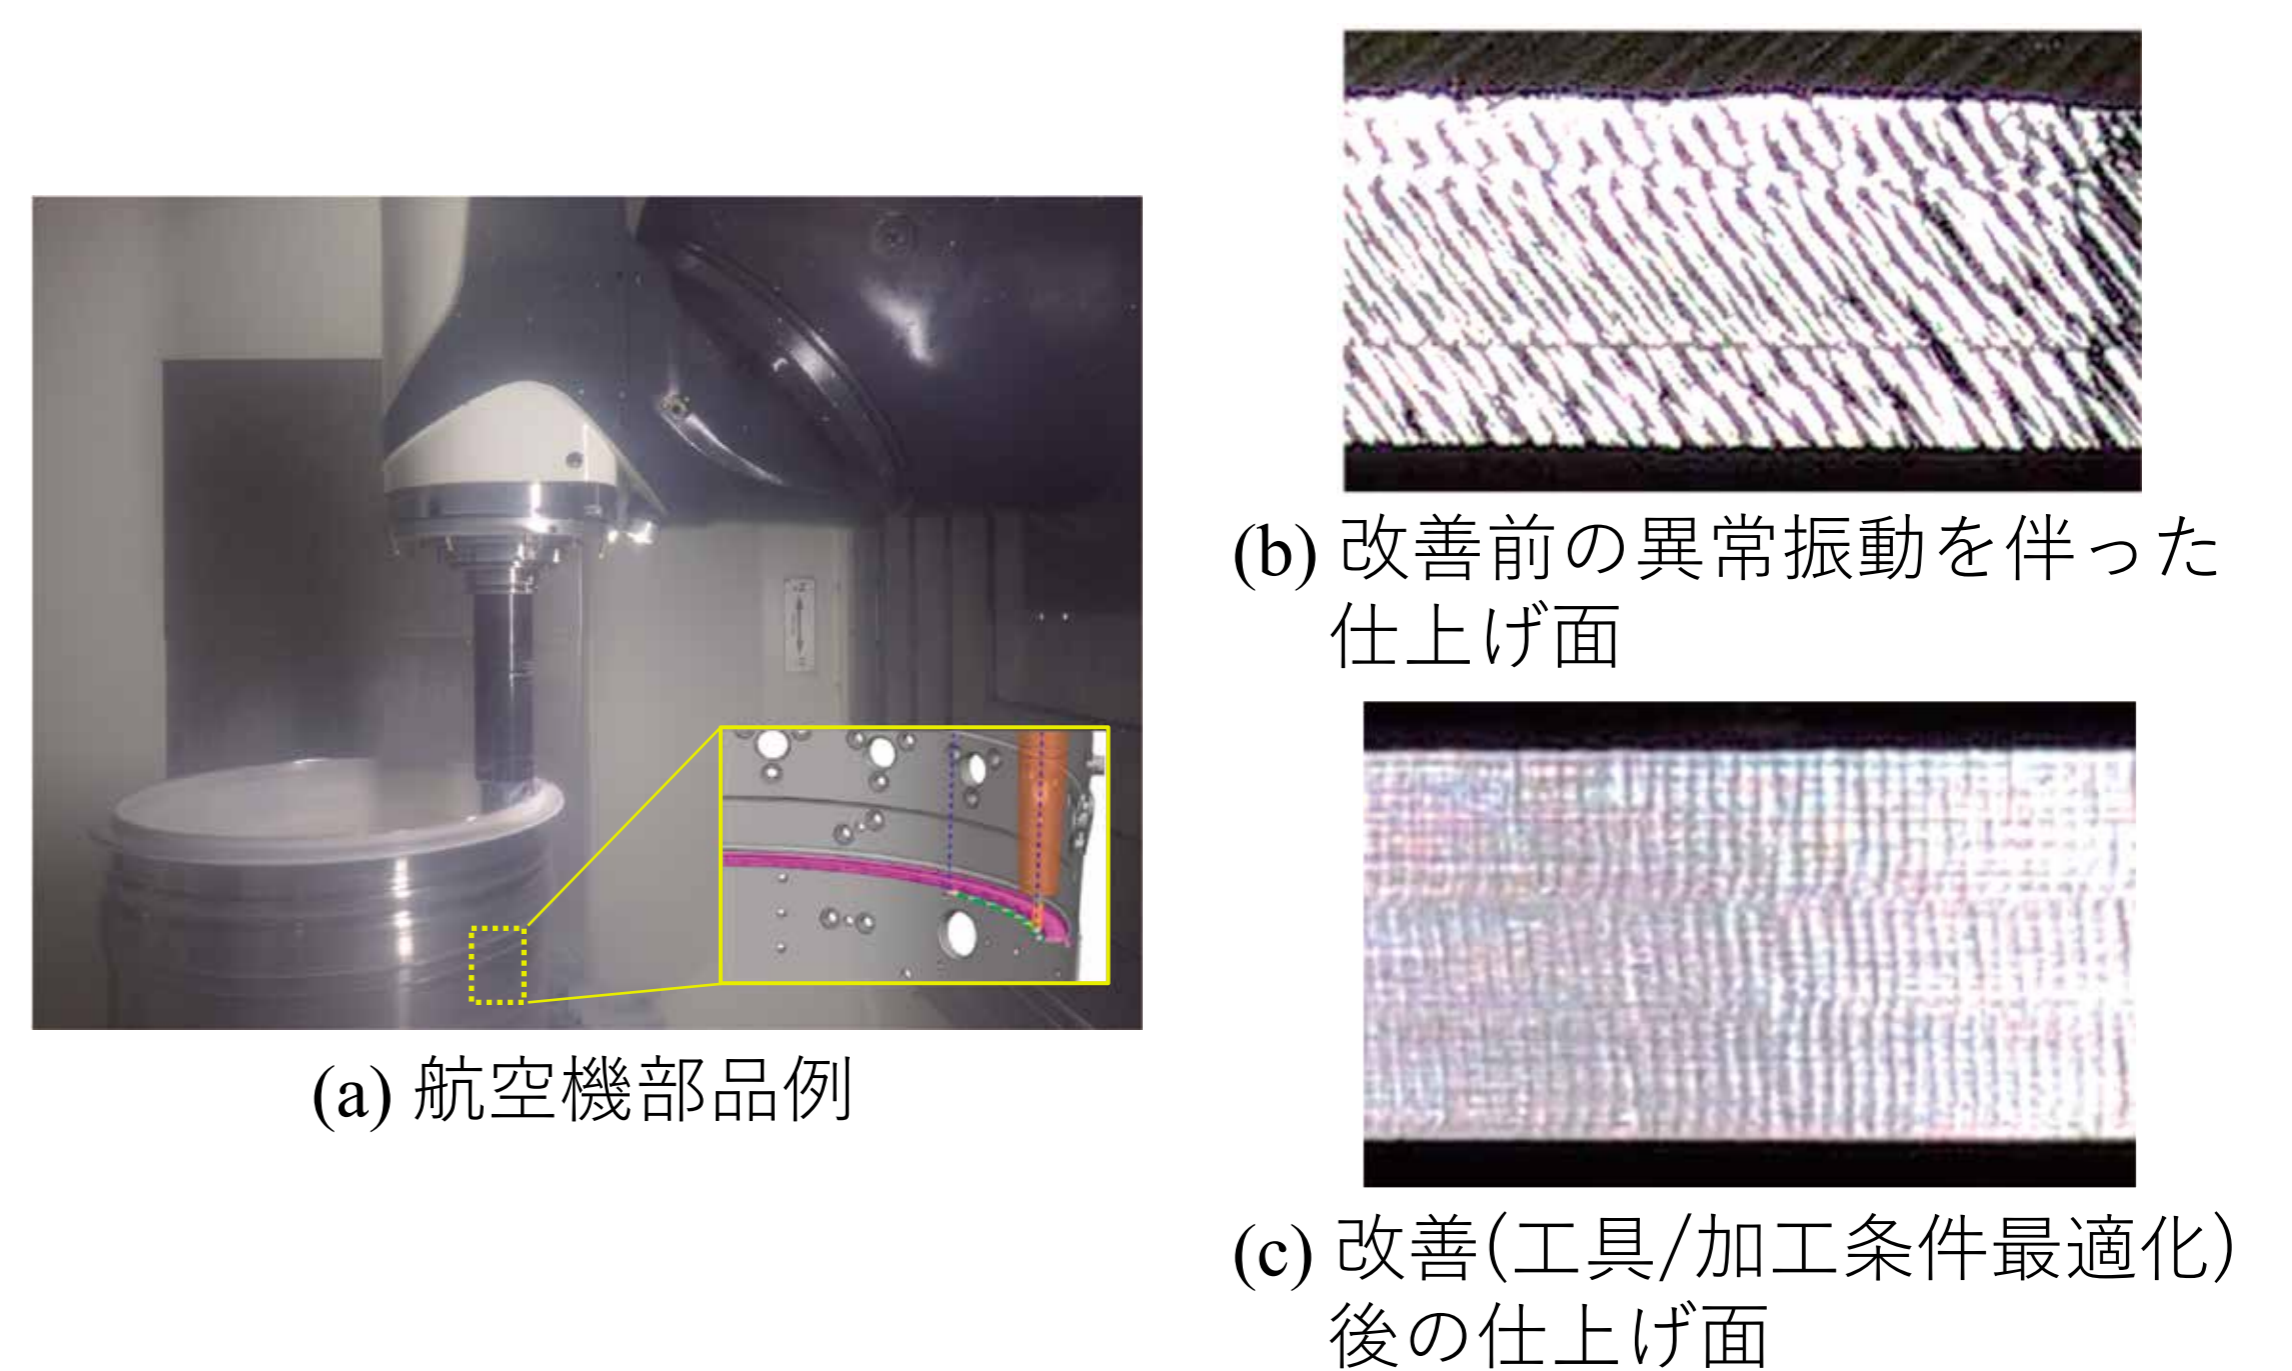 (a) 航空機部品例
(b) 改善前の異常振動を伴った
仕上げ面
(c) 改善(工具/加工条件最適化)
後の仕上げ面